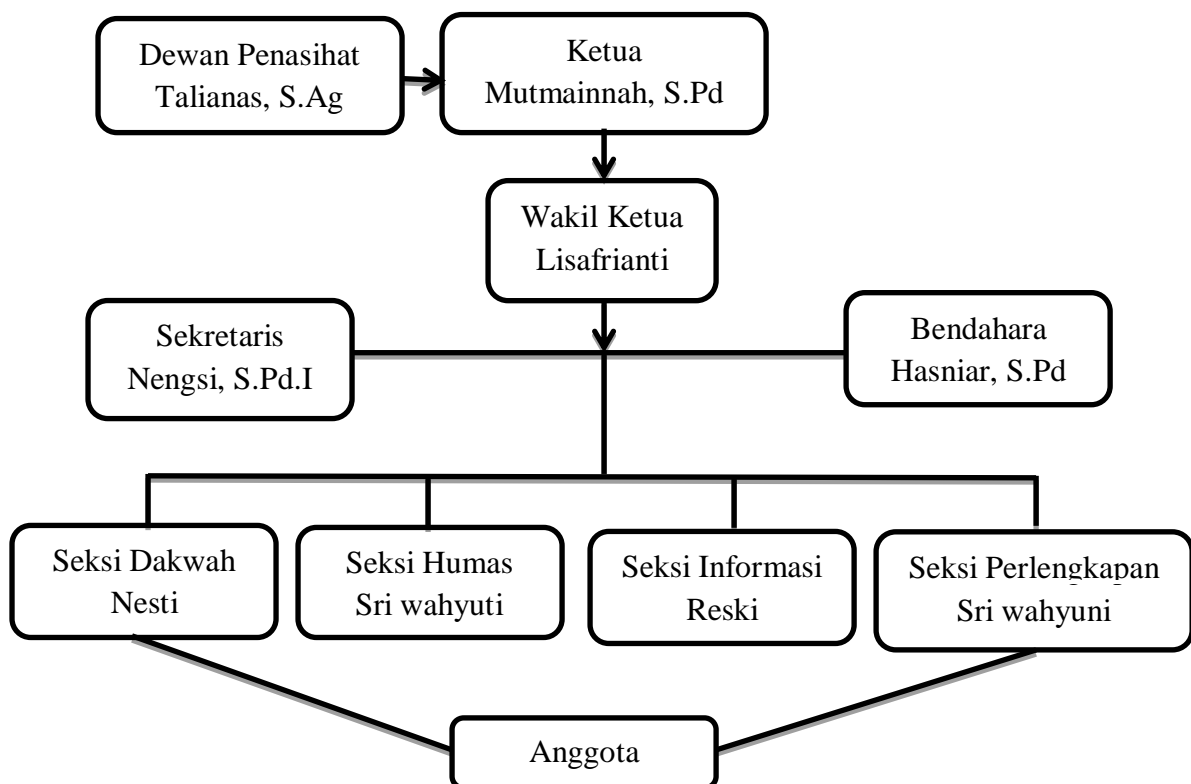 Dewan Penasihat
Talianas, S.Ag
Ketua
Mutmainnah, S.Pd
Wakil Ketua
Lisafrianti
Sekretaris
Nengsi, S.Pd.I
Bendahara
Hasniar, S.Pd
Seksi Dakwah
Nesti
Seksi Humas
Sri wahyuti
Seksi Informasi
Reski
Seksi Perlengkapan
Sri wahyuni
Anggota